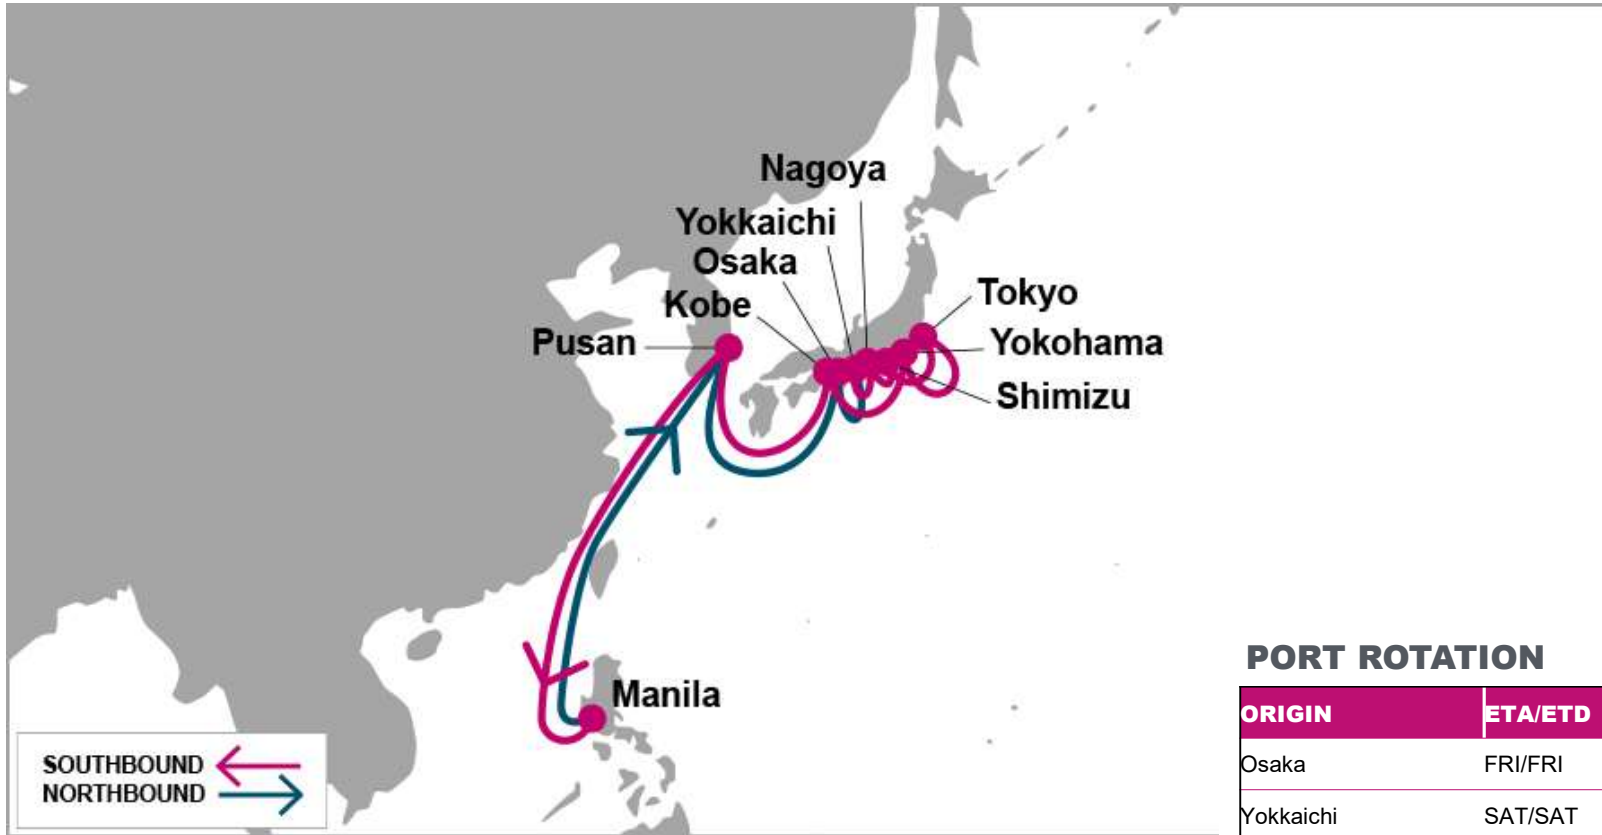 Nagoya
Yokkaichi
Osaka
Kobe
Tokyo
Pusan
Yokohama
Shimizu
Manila
SOUTHBOUND
NORTHBOUND
PORT ROTATION
ORIGIN ETA/ETD
Osaka FRI/FRI
Yokkaichi SAT/SAT